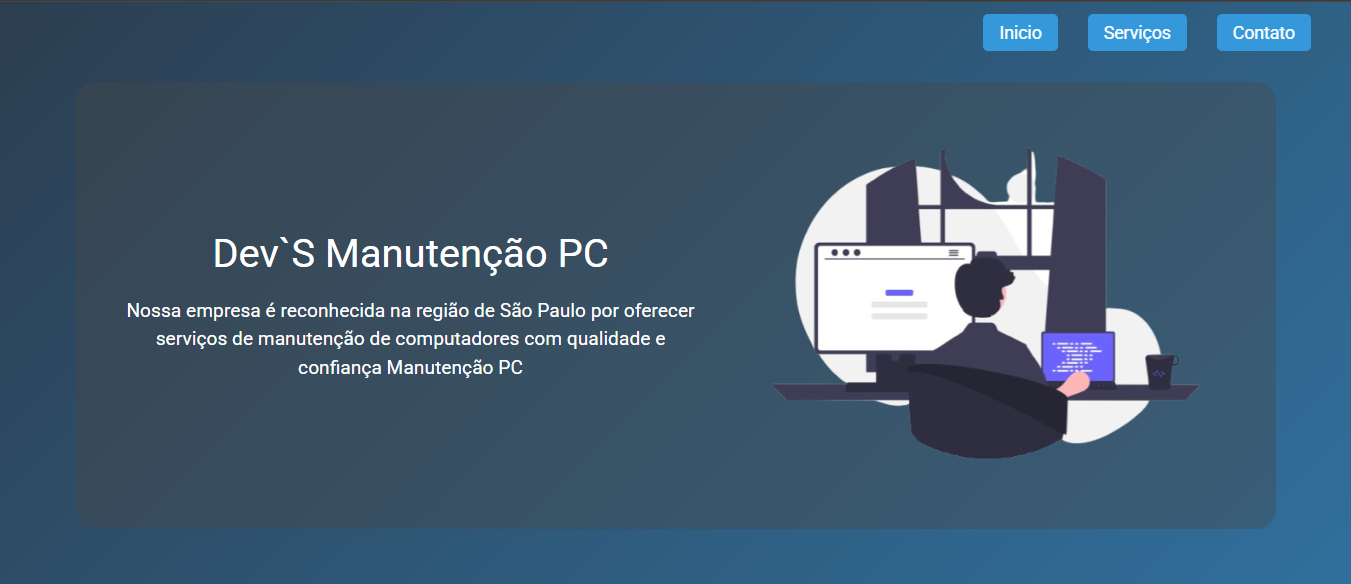 Inicio
Serviços
Contato
Dev`S Manutenção PC
Nossa empresa é reconhecida na região de São Paulo por oferecer
serviços de manutenção de computadores com qualidade e
confiança Manutenção PC